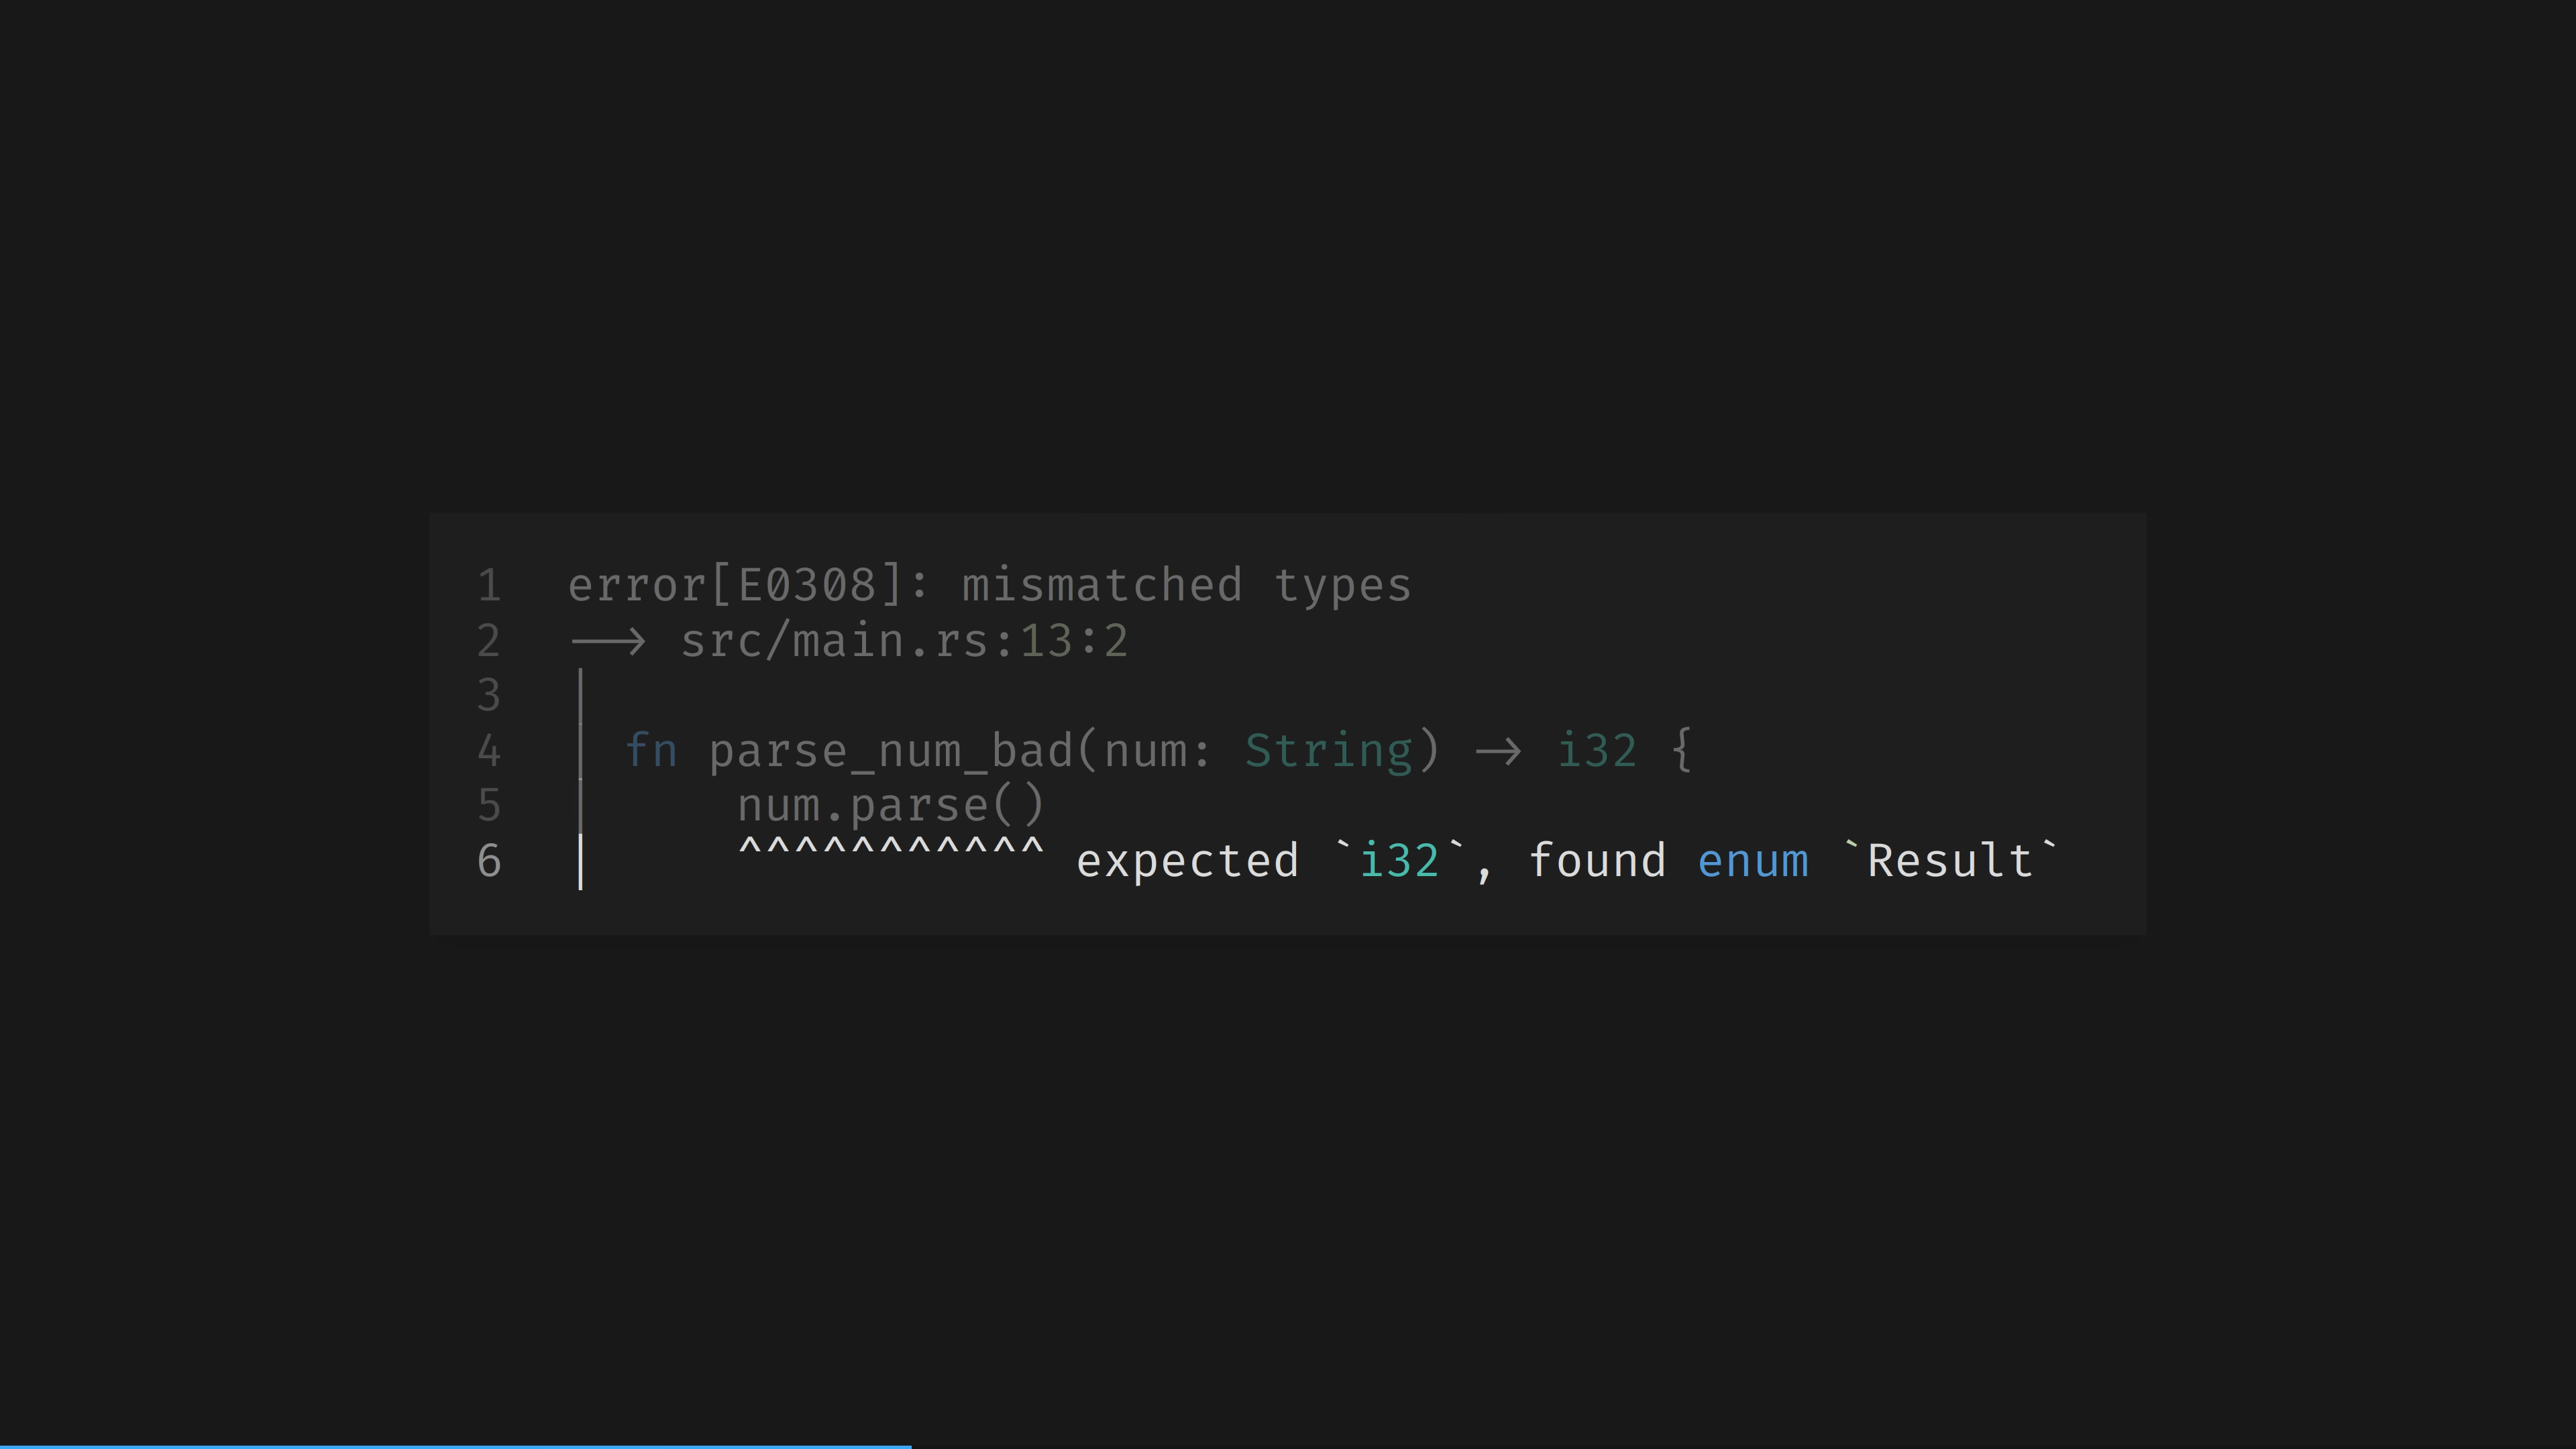 1 error[E0308]: mismatched types
2 --> src/main.rs:13:2
3 |
4 | fn parse_num_bad(num: String) -> i32 {
5 |     num.parse()
6 |     ^^^^^^^^^^^ expected `i32`, found enum `Result`